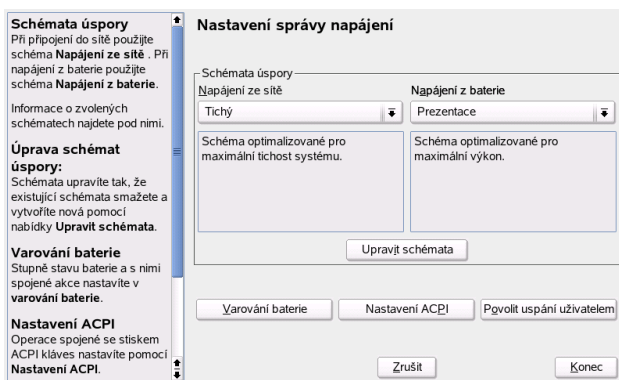 Schémata úspory
Při připojení do sítě použijte
schéma Napájení ze sítě . Při
napájení z baterie použijte
schéma Napájení z baterie.
Informace o zvolených
schématech najdete pod nimi.
Úprava schémat
úspory:
Schémata upravíte tak, že
existující schémata smažete a
vytvoříte nová pomocí
nabídky Upravit schémata.
Varování baterie
Stupně stavu baterie a s nimi
spojené akce nastavíte v
varování baterie.
Nastavení ACPI
Operace spojené se stiskem
ACPI kláves nastavíte pomocí
Nastavení ACPI.
Nastavení správy napájení
Schémata úspory
Napájení ze sítě
Napájení z baterie
Tichý
Prezentace
Schéma optimalizované pro
maximální tichost systému.
Schéma optimalizované pro
maximální výkon.
Upravit schémata
Varování baterie
Nastavení ACPI
Povolit uspání uživatelem
Zrušit
Konec